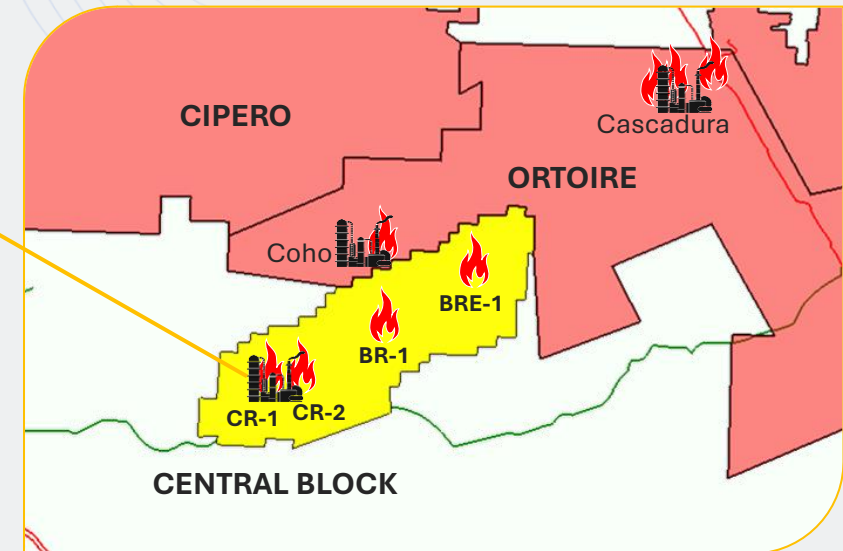 CIPERO
Cascadura
ORTOIRE
Coho
BRE-1
BR-1
CR-1 CR-2
CENTRAL BLOCK